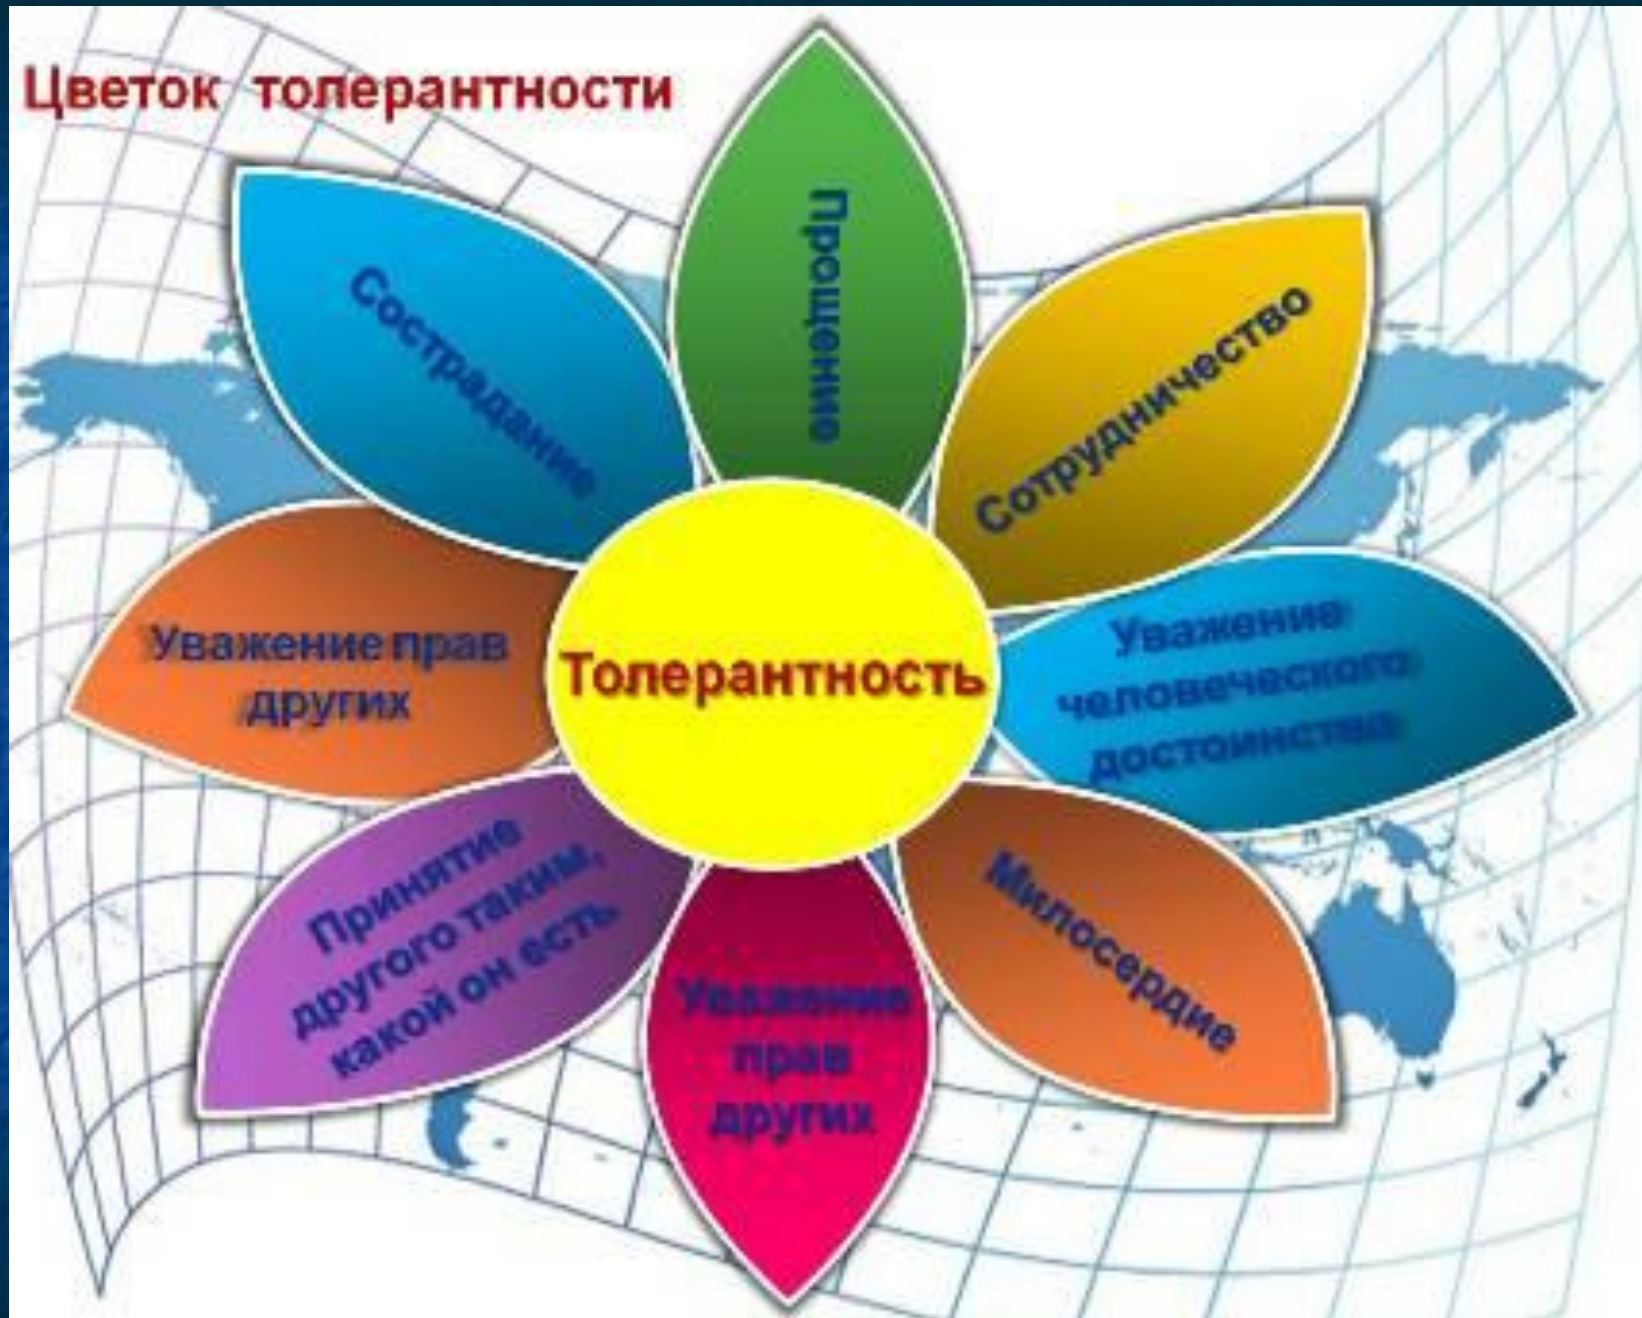 Цветок толерантности
Прощение
Сострадание
Сотрудничество
Уважение прав
других
Толерантность
Уважение
человеческого
достоинства
Принятие
другого таким,
какой он есть
Уважение
прав
других
Милосердие